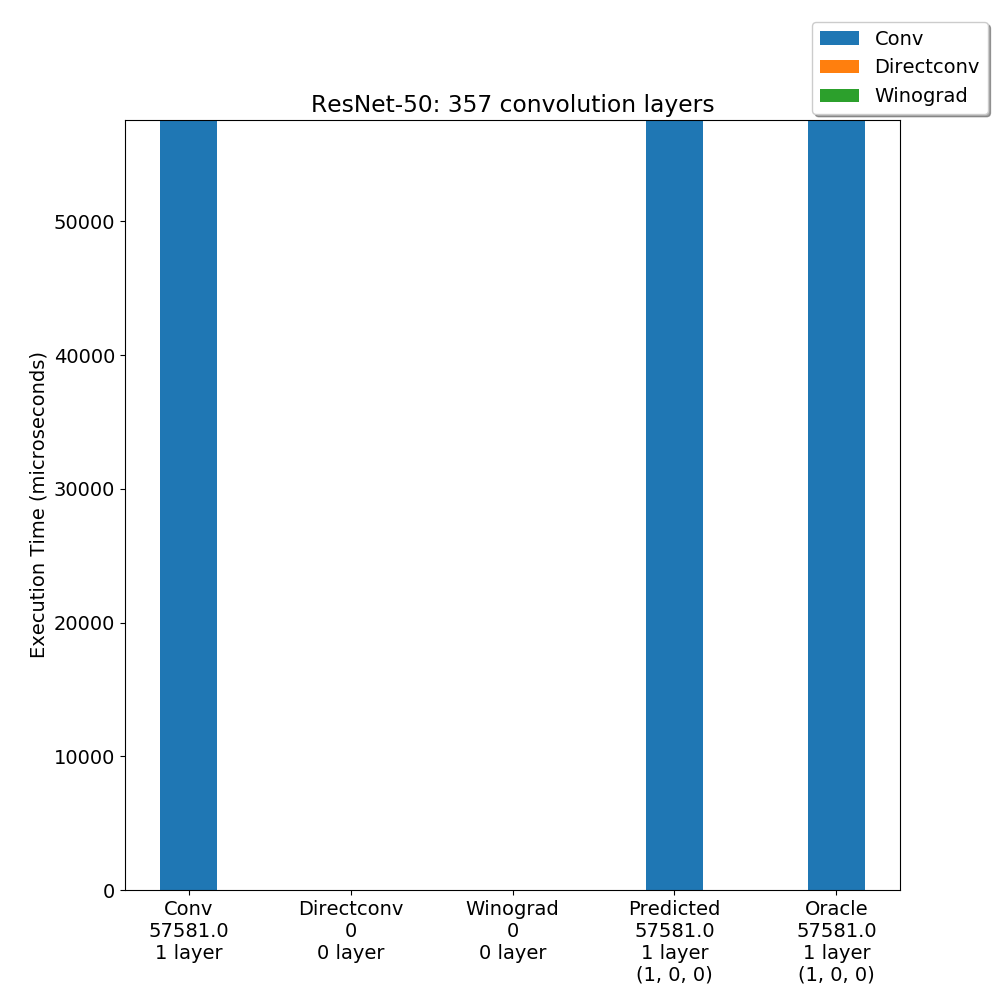 Conv
Directconv
Winograd
ResNet-50: 357 convolution layers
Execution Time (microseconds)
50000
40000
30000
20000
10000
0
Conv
57581.0
1 layer
Directconv
0
0 layer
Winograd
0
0 layer
Predicted
57581.0
1 layer
(1, 0, 0)
Oracle
57581.0
1 layer
(1, 0, 0)